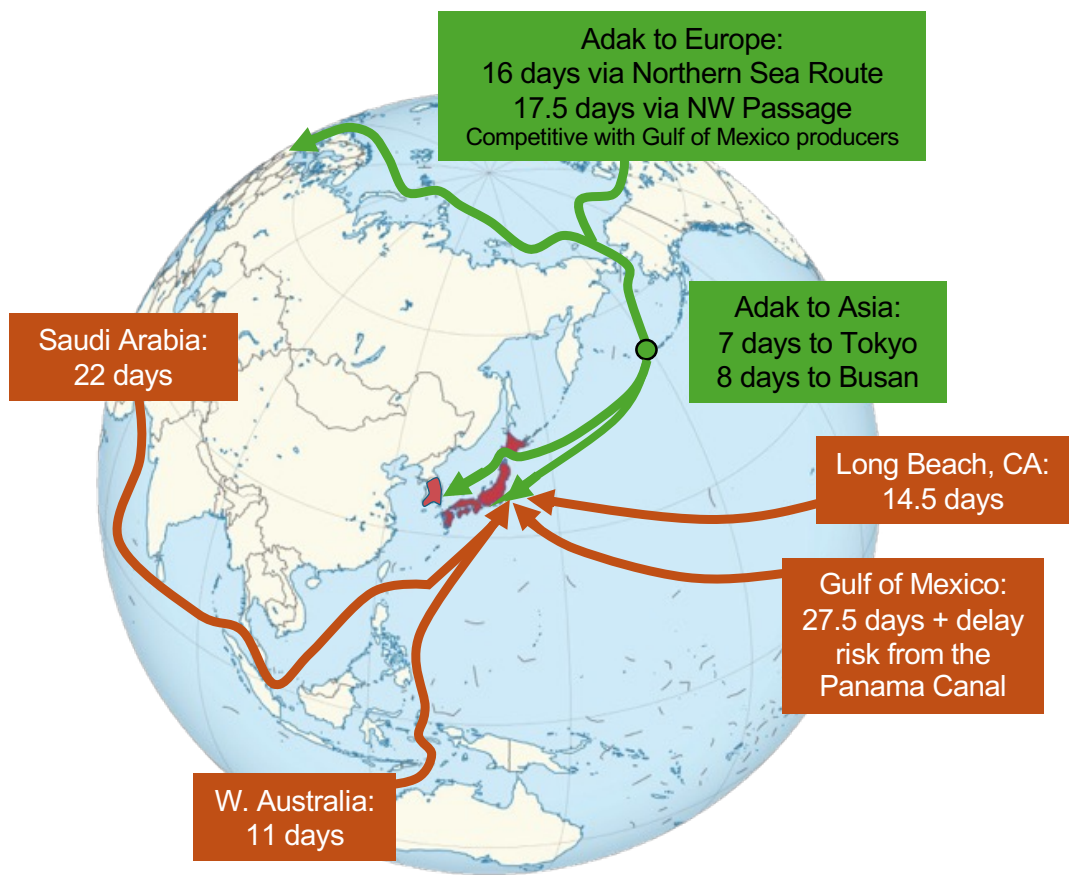 Adak to Europe:
16 days via Northern Sea Route
17.5 days via NW Passage
Competitive with Gulf of Mexico producers
Adak to Asia:
7 days to Tokyo
8 days to Busan
Saudi Arabia:
22 days
Long Beach, CA:
14.5 days
Gulf of Mexico:
27.5 days + delay
risk from the
Panama Canal
W. Australia:
11 days